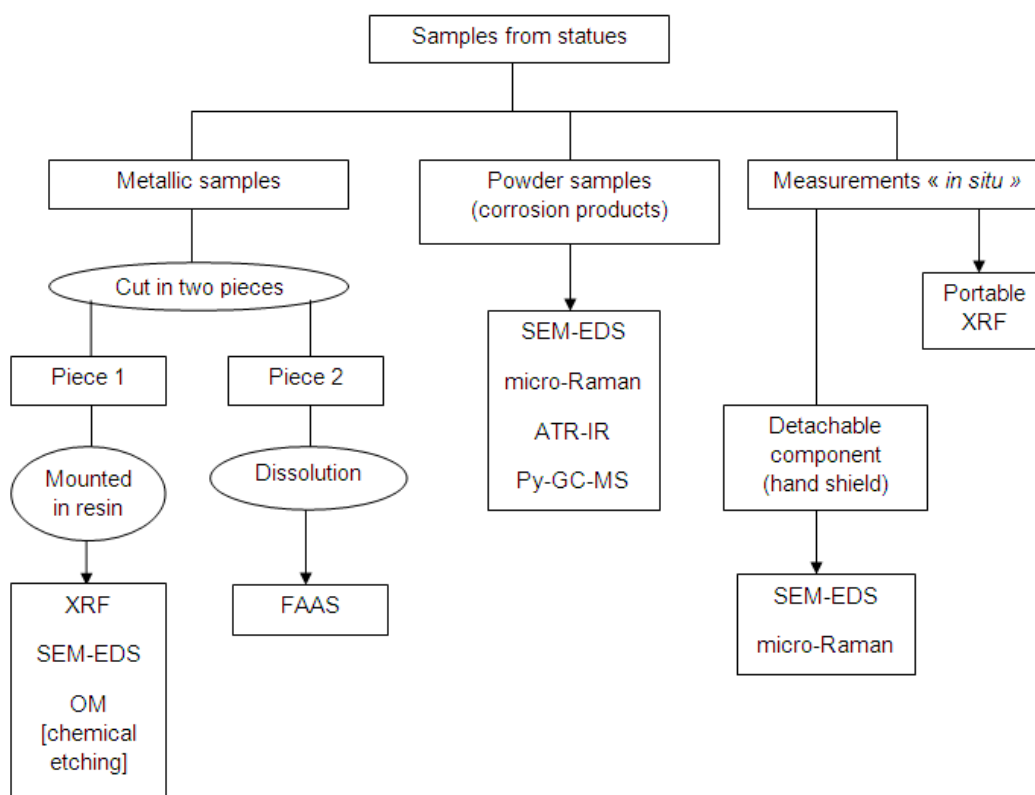 Samples from statues
Metallic samples
Powder samples
(corrosion products)
Measurements « in situ »
Cut in two pieces
Portable
XRF
SEM-EDS
micro-Raman
ATR-IR
Py-GC-MS
Piece 1
Piece 2
Detachable
component
(hand shield)
Mounted
in resin
Dissolution
XRF
SEM-EDS
OM
[chemical
etching]
FAAS
SEM-EDS
micro-Raman